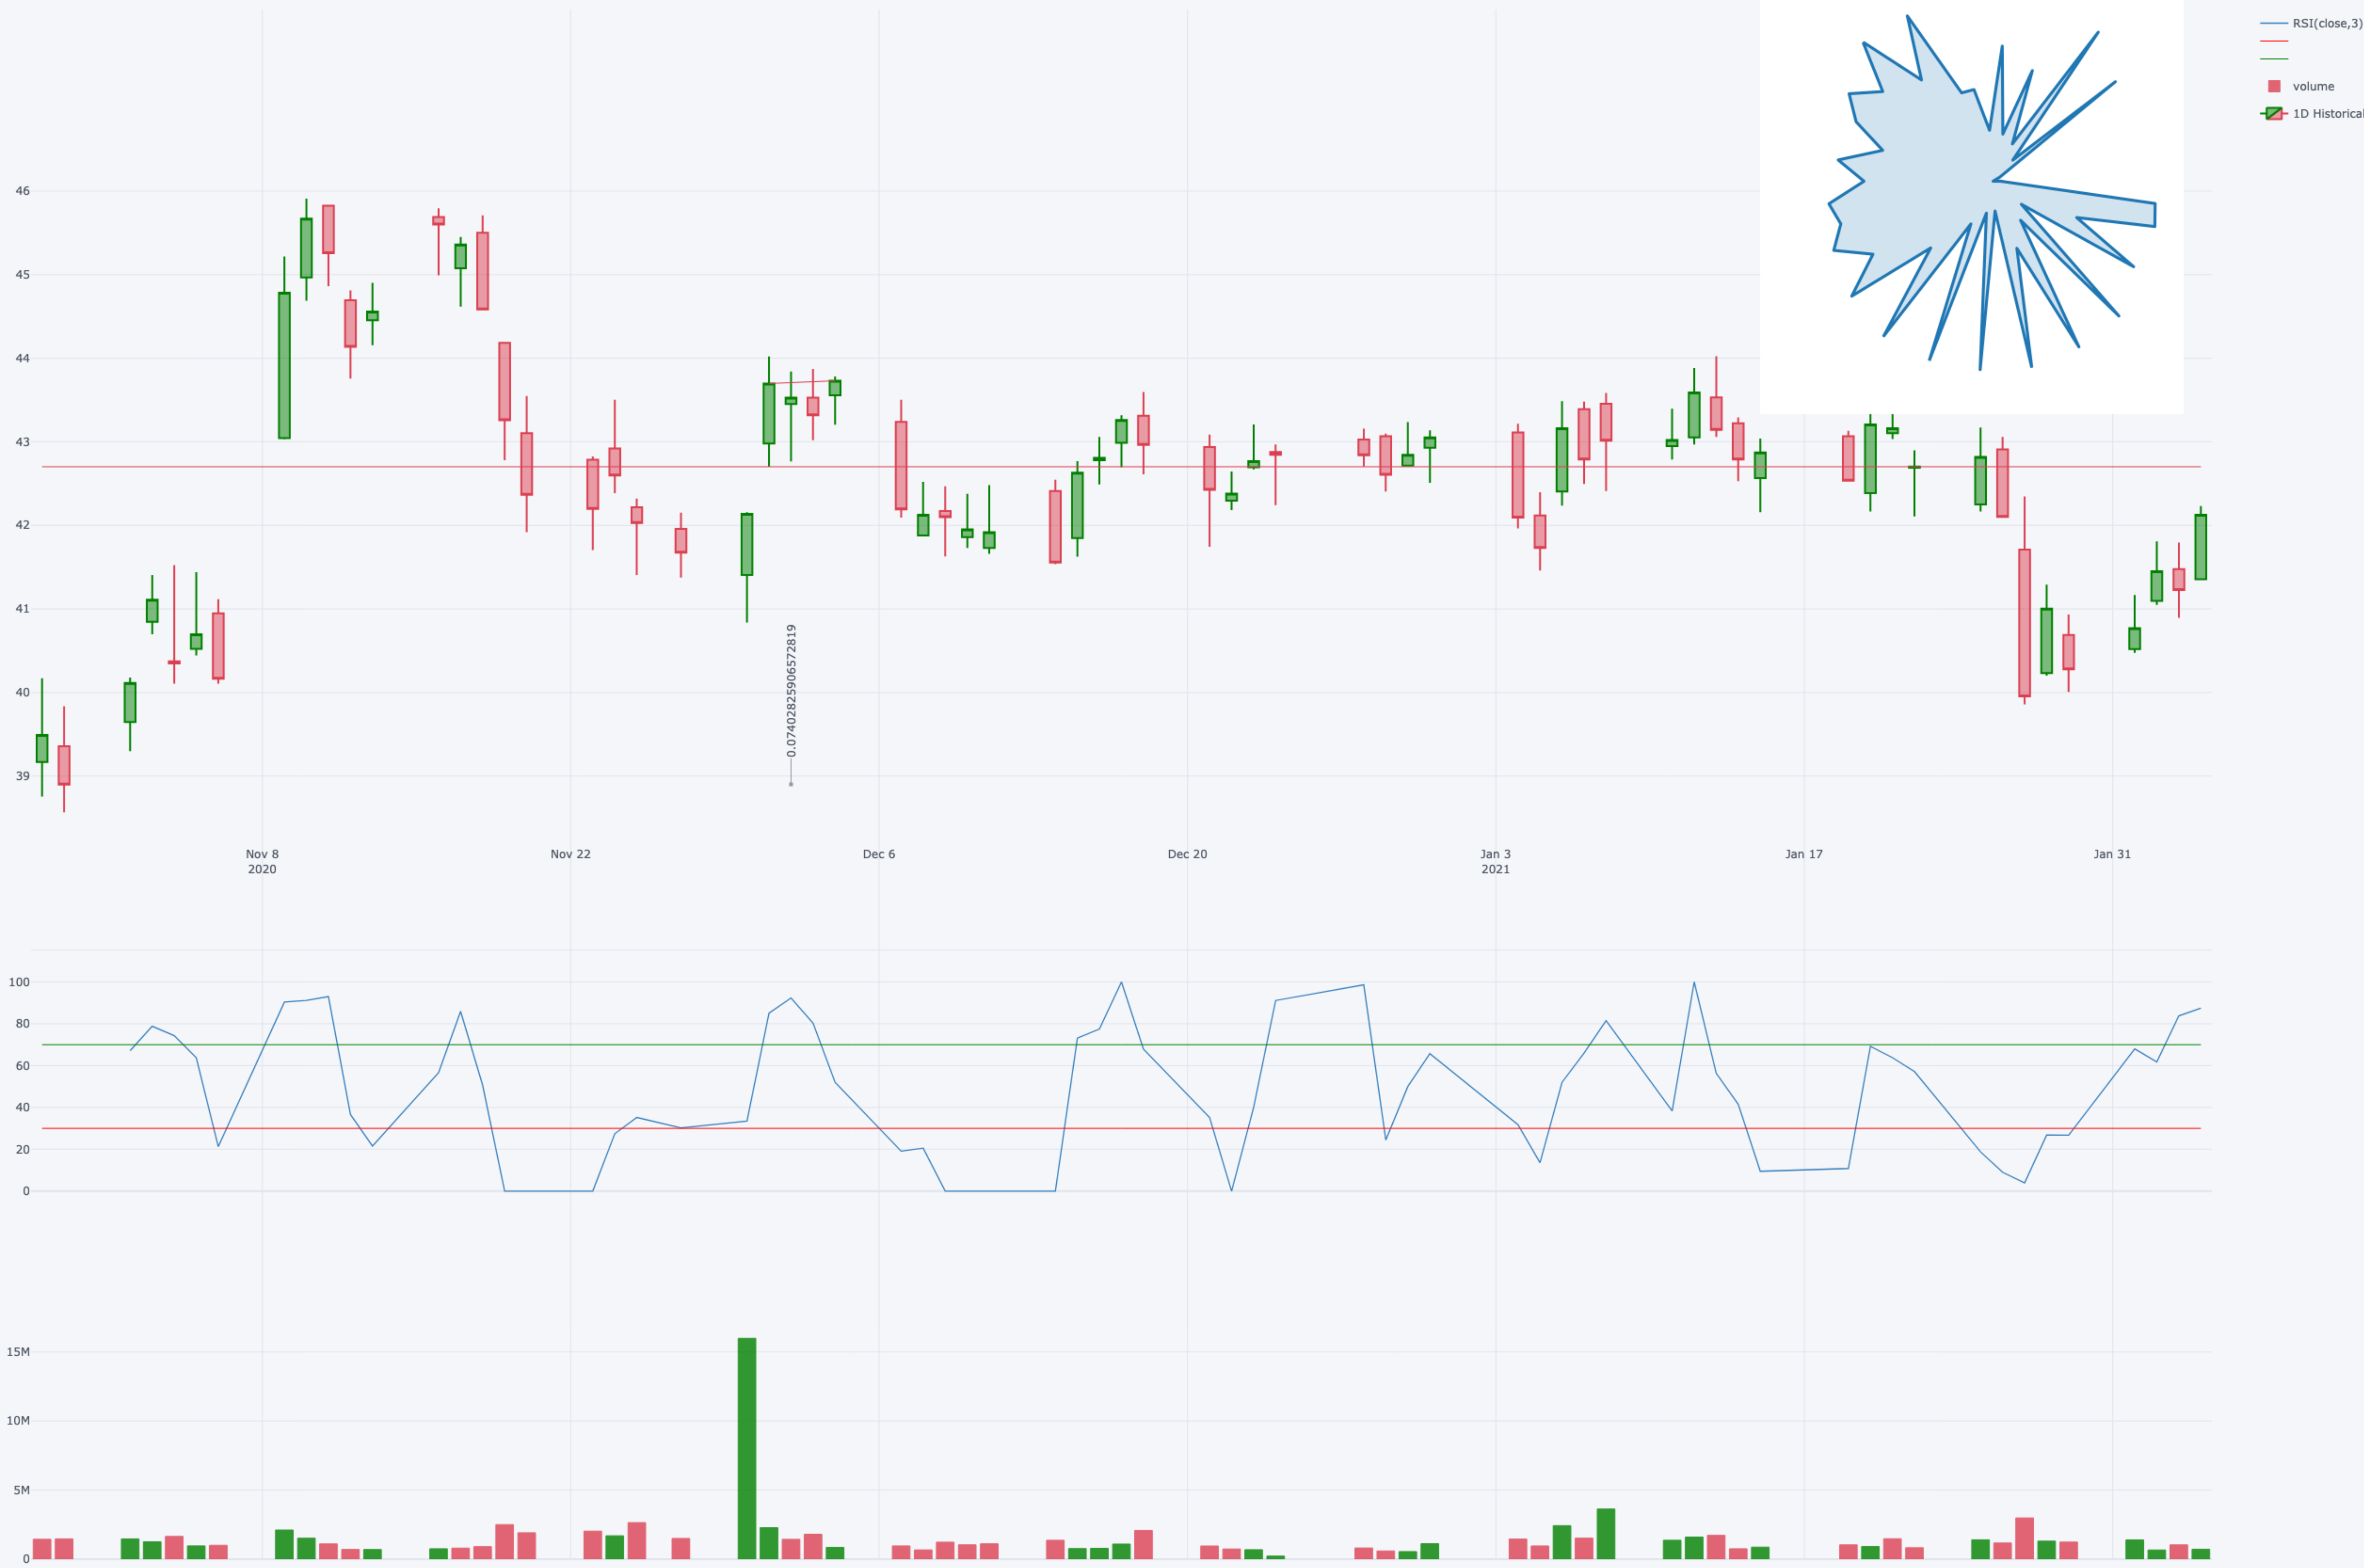 RSI(close,3)
volume
1D Historical
46
45
44
43
42
41
40
39
0.07402825906572819
Nov 8
2020
Nov 22
Dec 6
Dec 20
Jan 3
2021
Jan 17
Jan 31
100
80
60
40
20
0
15M
10M
5M
0